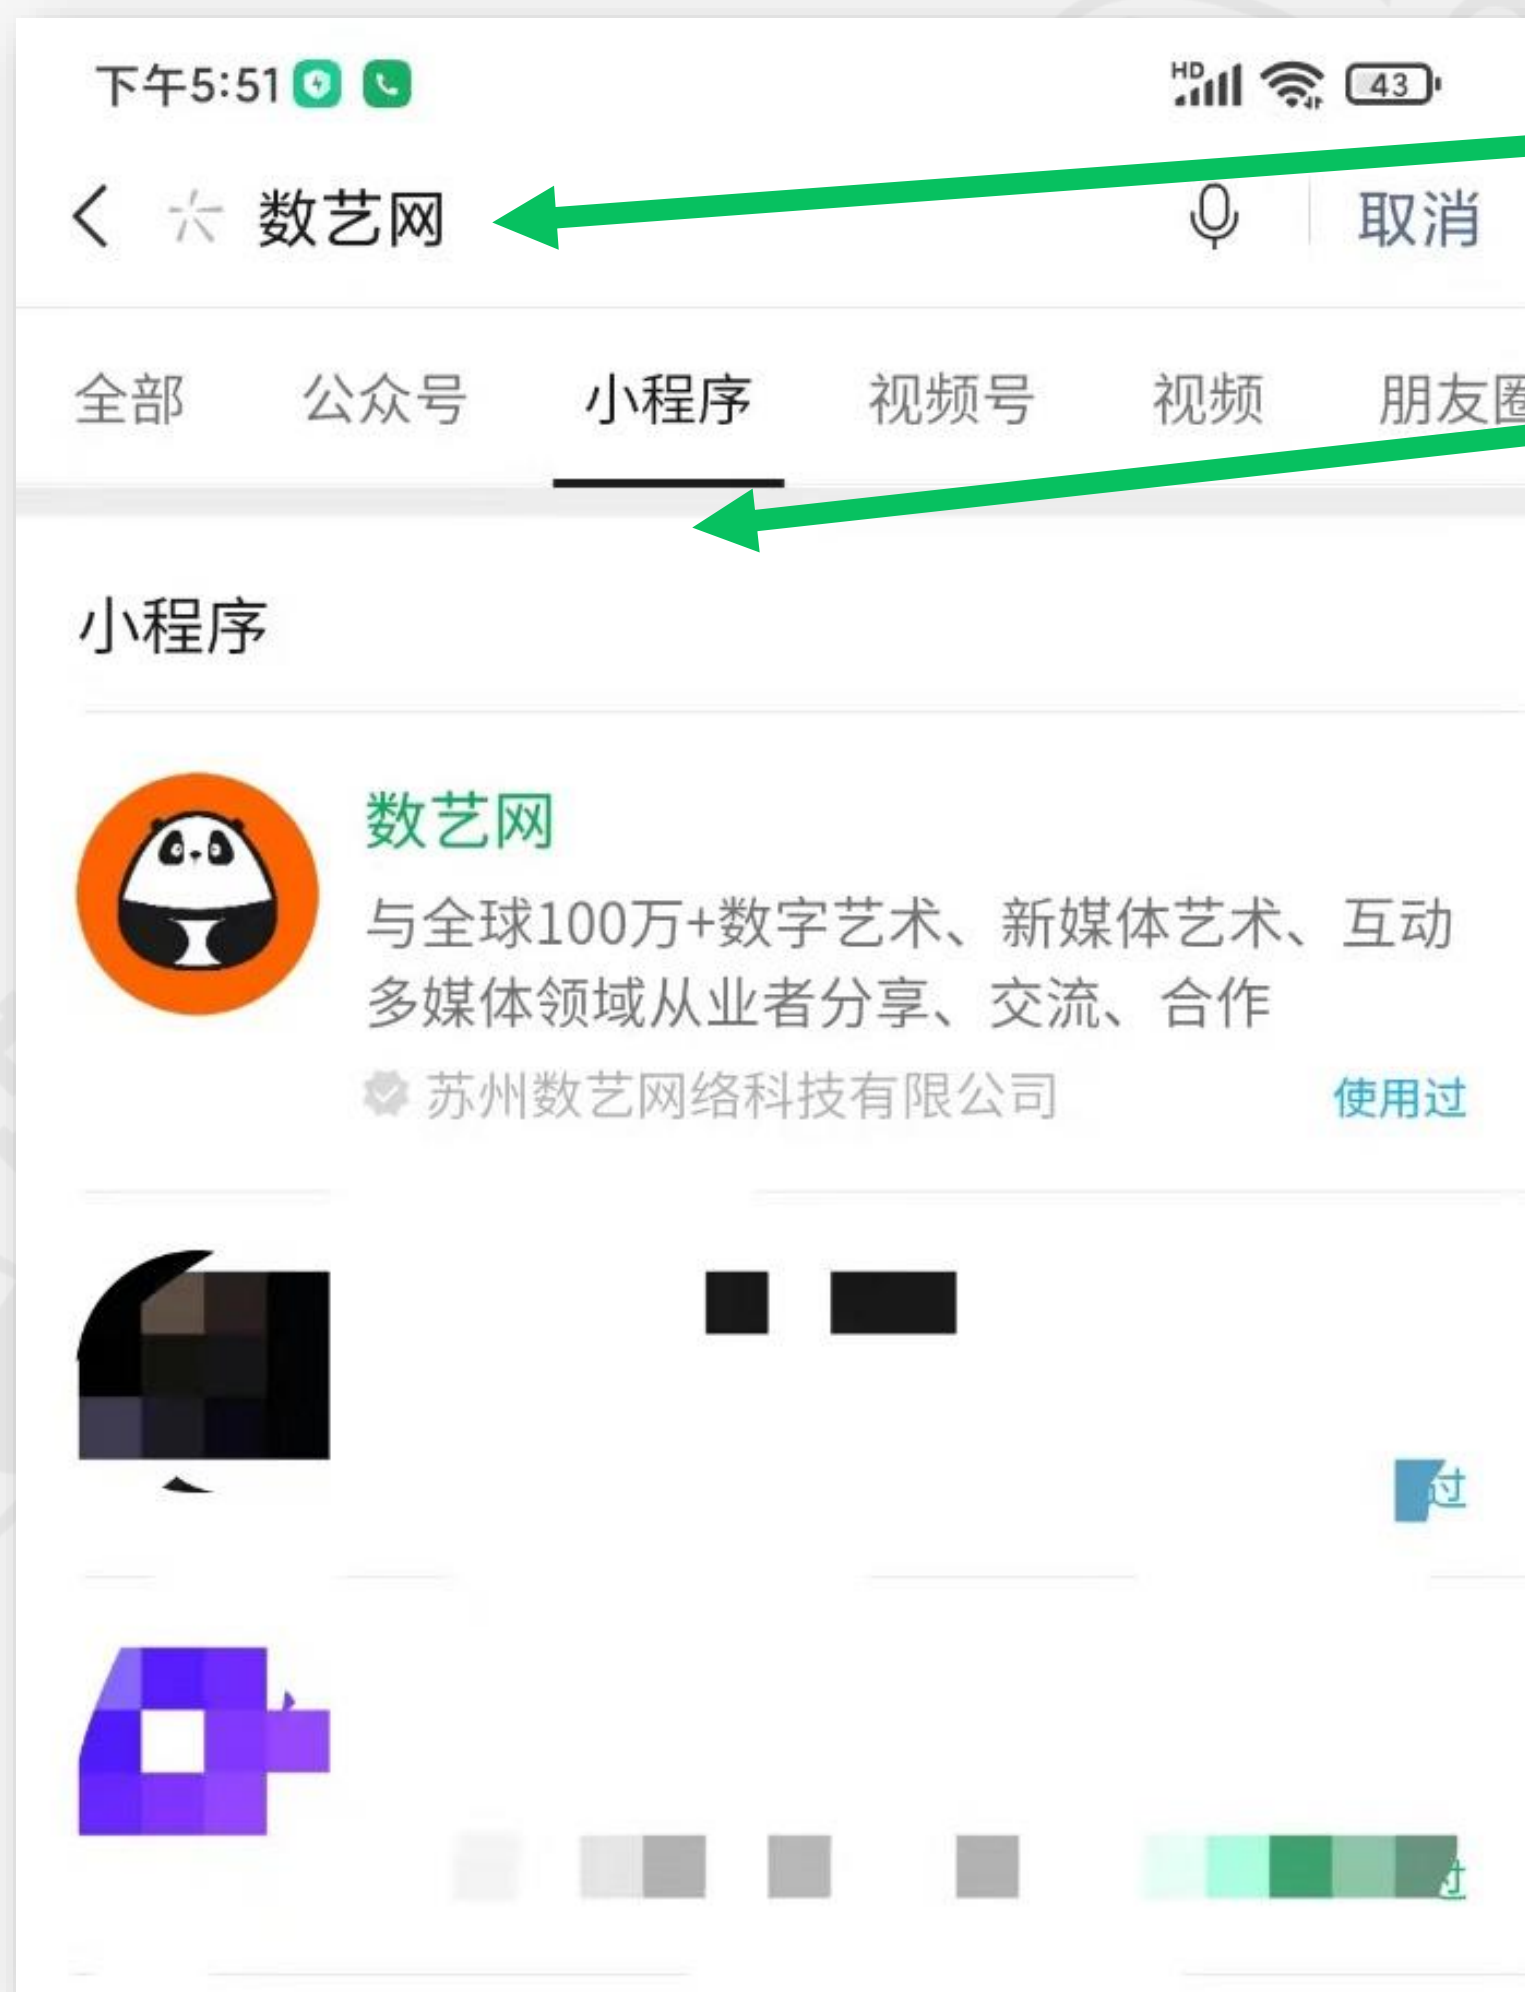 下午5:51
HD 43
数艺网 取消
全部 公众号 小程序 视频号 视频 朋友圈
小程序
数艺网
与全球100万+数字艺术、新媒体艺术、互动
多媒体领域从业者分享、交流、合作
苏州数艺网络科技有限公司 使用过
过
过